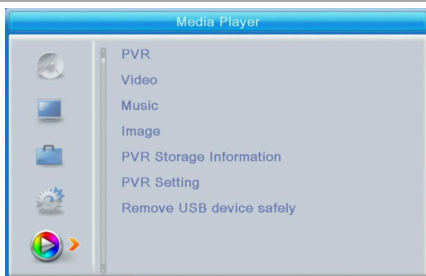 Media Player
PVR
Video
Music
Image
PVR Storage Information
PVR Setting
Remove USB device safely